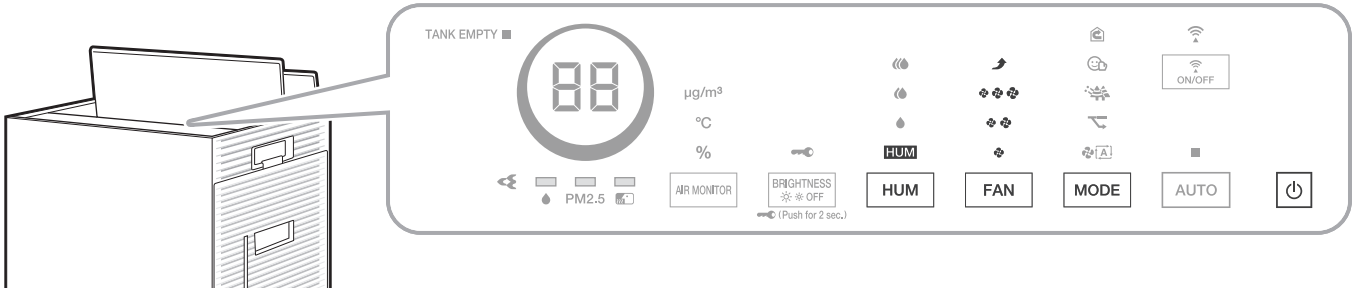 TANK EMPTY
88
ON/OFF
µg/m³
°C
%
HUM
A
PM2.5
AIR MONITOR
BRIGHTNESS
OFF
(Push for 2 sec.)
HUM
FAN
MODE
AUTO